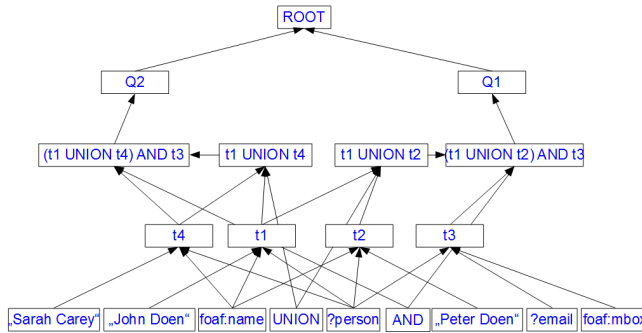 ROOT
Q2
Q1
(t1 UNION t4) AND t3
t1 UNION t4
t1 UNION t2
(t1 UNION t2) AND t3
t4
t1
t2
t3
„Sarah Carey“
„John Doen“
foaf:name
UNION
?person
AND
„Peter Doen“
?email
foaf:mbox